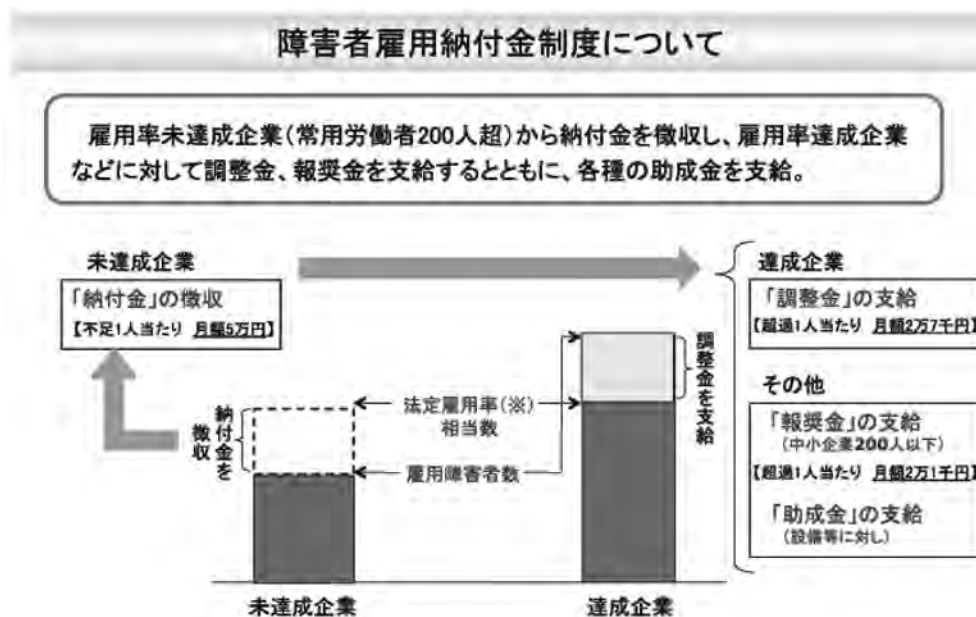 障害者雇用納付金制度について
雇用率未達成企業(常用労働者200人超)から納付金を徴収し、雇用率達成企業
などに対して調整金、報奨金を支給するとともに、各種の助成金を支給。
未達成企業
「納付金」の徴収
【不足1人当たり 月額5万円】
納付金を
徴収
法定雇用率(※)
相当数
雇用障害者数
調整金を支給
未達成企業
達成企業
達成企業
「調整金」の支給
【超過1人当たり 月額2万7千円】
その他
「報奨金」の支給
(中小企業200人以下)
【超過1人当たり 月額2万1千円】
「助成金」の支給
(設備等に対し)